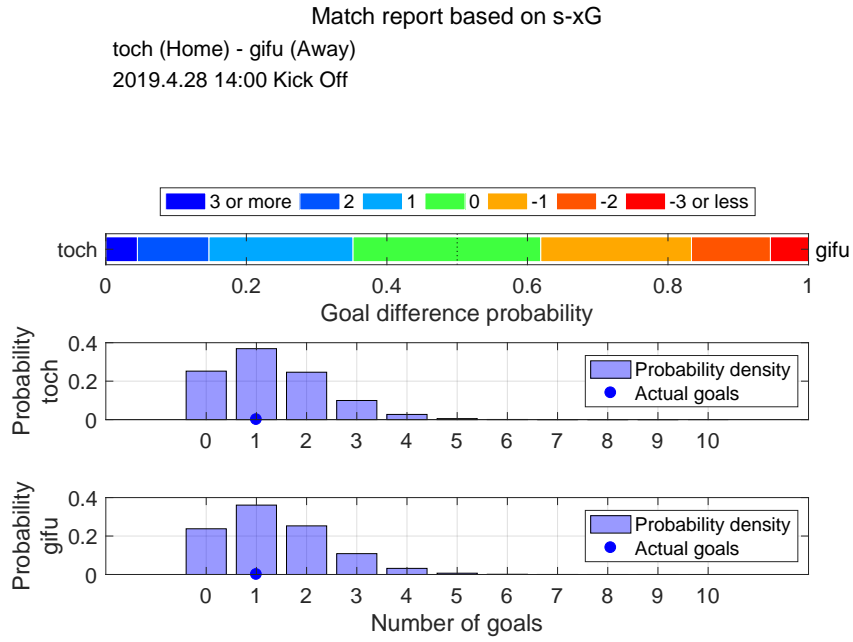 Match report based on s-xG
toch (Home) - gifu (Away)
2019.4.28 14:00 Kick Off
3 or more 2 1 0 -1 -2 -3 or less
toch gifu
0 0.2 0.4 0.6 0.8 1
Goal difference probability
Probability
toch
0.4
0.2
0
Probability density
Actual goals
0 1 2 3 4 5 6 7 8 9 10
Probability
gifu
0.4
0.2
0
Probability density
Actual goals
0 1 2 3 4 5 6 7 8 9 10
Number of goals